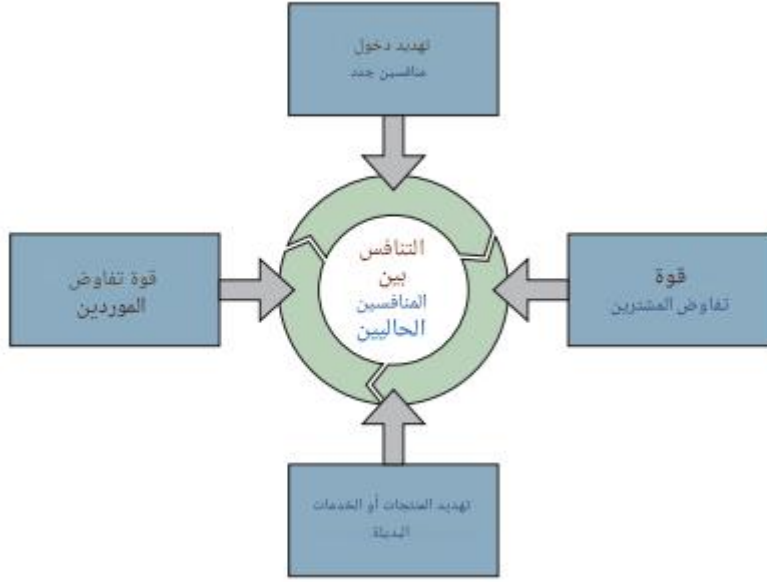 تهديد دخول
منافسين جدد
التنافس
بين
المنافسين
الحاليين
قوة
تفاوض المشترين
قوة تفاوض
الموردين
تهديد المنتجات أو الخدمات
البديلة